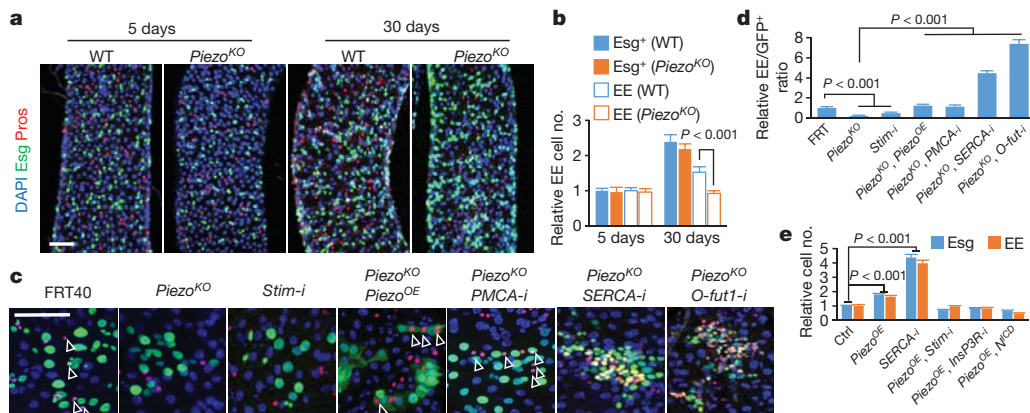 a
5 days
30 days
WT
Piezo^KO
WT
Piezo^KO
DAPI Esg Pros
b
Esg+ (WT)
Esg+ (Piezo^KO)
EE (WT)
EE (Piezo^KO)
Relative EE cell no.
3
2
1
0
P < 0.001
5 days
30 days
c
FRT40
Piezo^KO
Stim-i
Piezo^KO
Piezo^OE
Piezo^KO
PMCA-i
Piezo^KO
SERCA-i
Piezo^KO
O-fut1-i
d
Relative EE/GFP+
ratio
8
6
4
2
0
P < 0.001
P < 0.001
FRT
Piezo^KO
Stim-i
Piezo^KO, Piezo^OE
Piezo^KO, PMCA-i
Piezo^KO, SERCA-i
Piezo^KO, O-fut-i
e
Relative cell no.
5
4
3
2
1
0
Esg
EE
P < 0.001
P < 0.001
Ctrl
Piezo^OE
SERCA-i
Piezo^OE, Stim-i
Piezo^OE, InsP3R-i
Piezo^OE, N^ICD